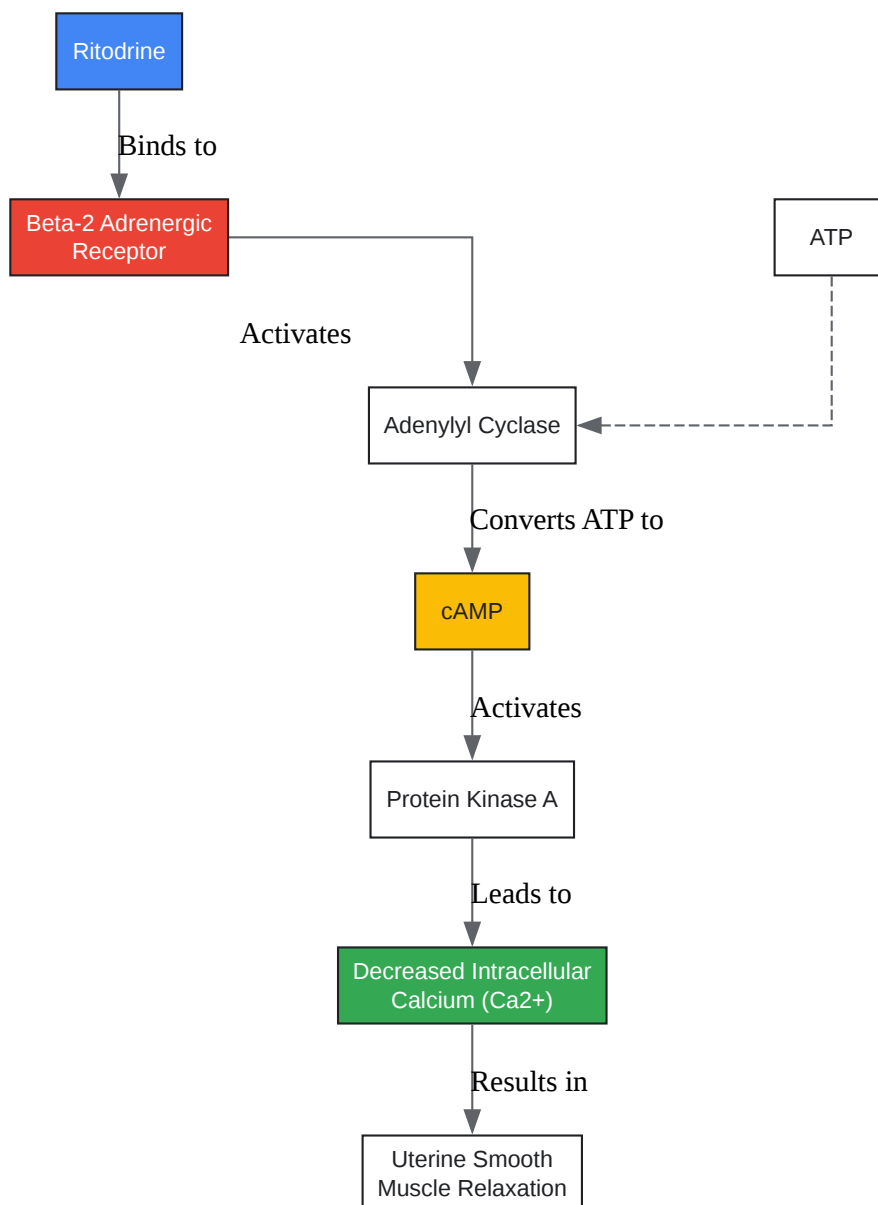 Ritodrine
Binds to
Beta-2 Adrenergic
Receptor
ATP
Activates
Adenylyl Cyclase
Converts ATP to
cAMP
Activates
Protein Kinase A
Leads to
Decreased Intracellular
Calcium (Ca2+)
Results in
Uterine Smooth
Muscle Relaxation